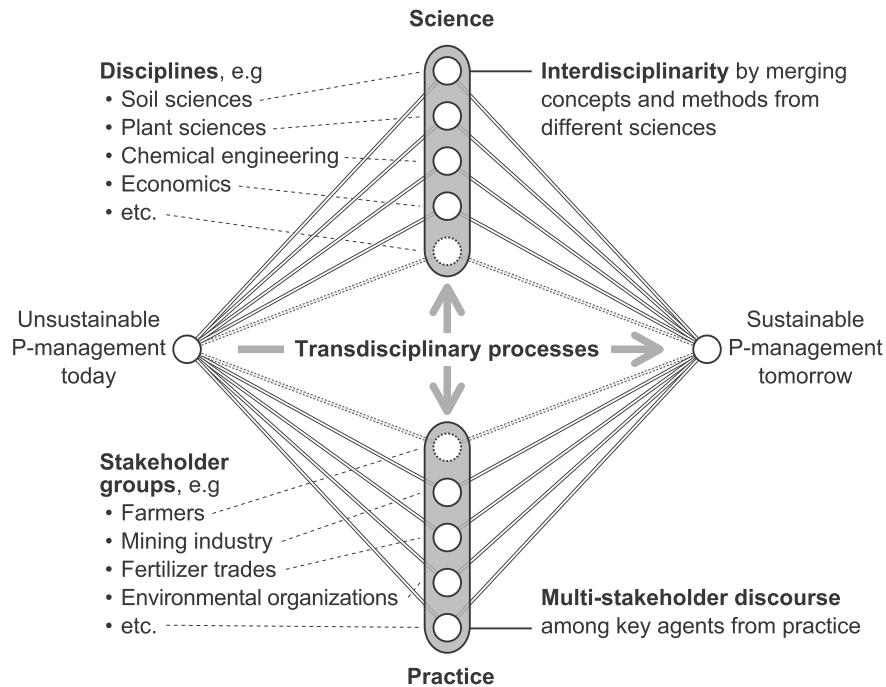 Science
Disciplines, e.g
• Soil sciences
• Plant sciences
• Chemical engineering
• Economics
• etc.
Interdisciplinarity by merging
concepts and methods from
different sciences
Unsustainable
P-management
today
Transdisciplinary processes
Sustainable
P-management
tomorrow
Stakeholder
groups, e.g
• Farmers
• Mining industry
• Fertilizer trades
• Environmental organizations
• etc.
Multi-stakeholder discourse
among key agents from practice
Practice